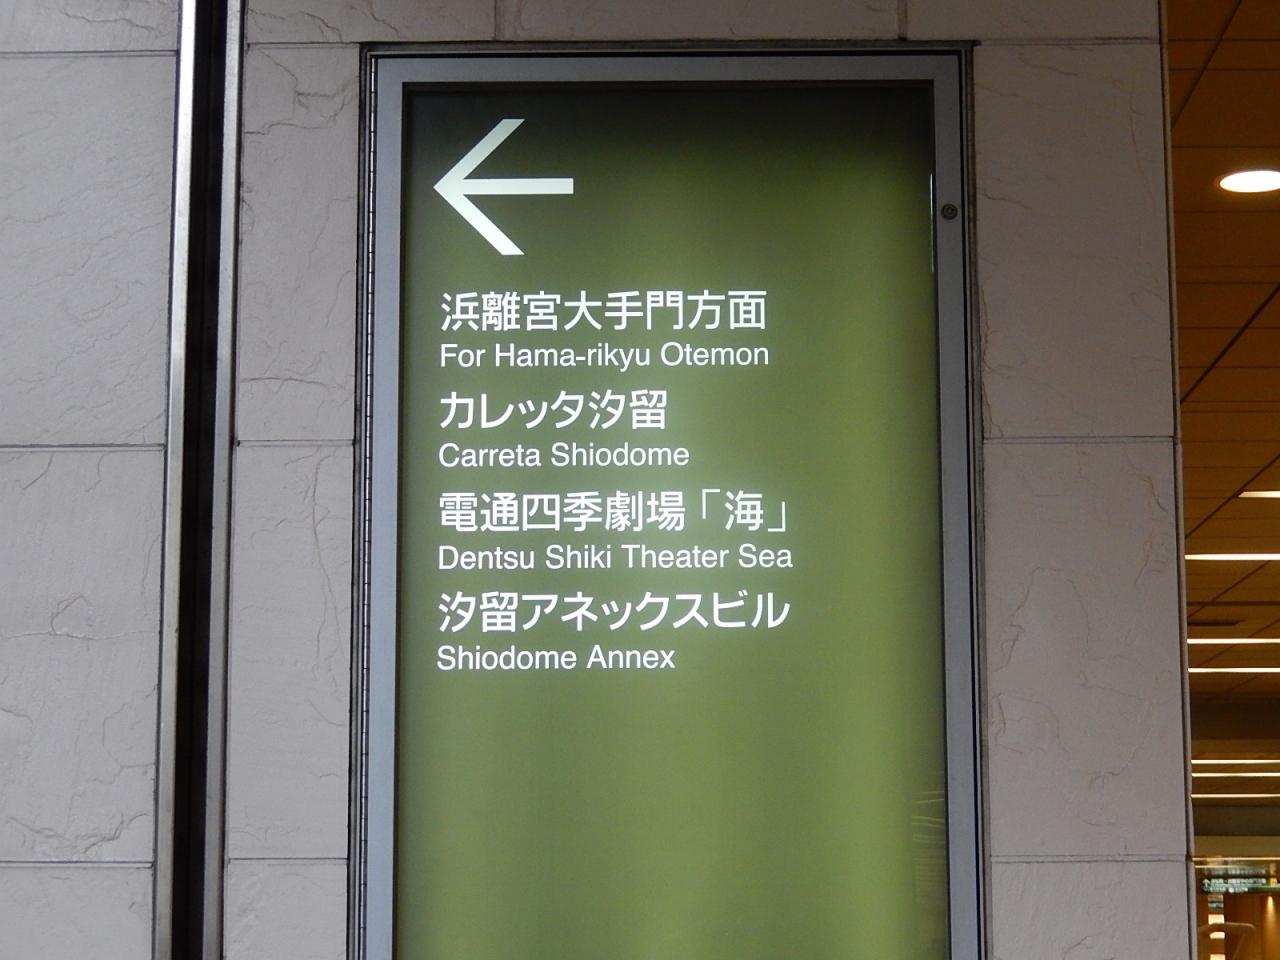 浜離宮大手門方面
For Hama-rikyu Otemon
カレッタ汐留
Carreta Shiodome
電通四季劇場「海」
Dentsu Shiki Theater Sea
汐留アネックスビル
Shiodome Annex